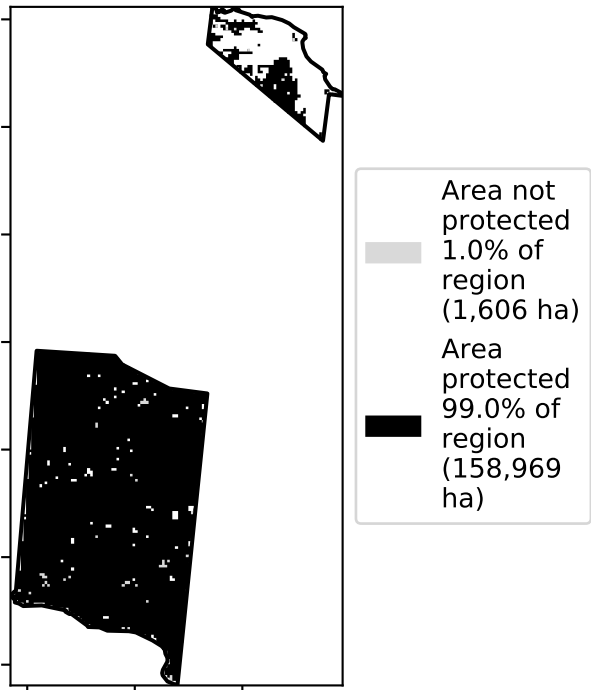 Area not
protected
1.0% of
region
(1,606 ha)
Area
protected
99.0% of
region
(158,969
ha)